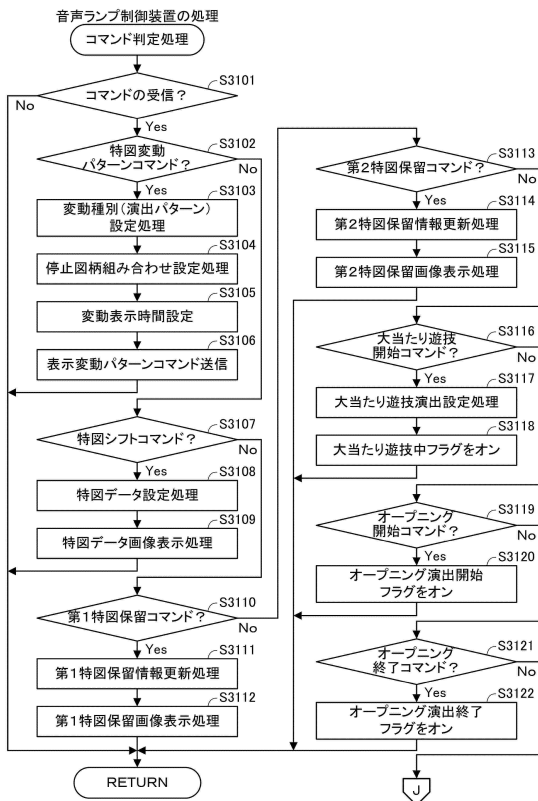 音声ランプ制御装置の処理
コマンド判定処理
S3101
コマンドの受信？
No
Yes
S3102
特図変動
パターンコマンド？
No
Yes
S3103
変動種別（演出パターン）
設定処理
S3104
停止図柄組み合わせ設定処理
S3105
変動表示時間設定
S3106
表示変動パターンコマンド送信
S3107
特図シフトコマンド？
No
Yes
S3108
特図データ設定処理
S3109
特図データ画像表示処理
S3110
第1特図保留コマンド？
No
Yes
S3111
第1特図保留情報更新処理
S3112
第1特図保留画像表示処理
RETURN
S3113
第2特図保留コマンド？
No
Yes
S3114
第2特図保留情報更新処理
S3115
第2特図保留画像表示処理
S3116
大当たり遊技
開始コマンド？
No
Yes
S3117
大当たり遊技演出設定処理
S3118
大当たり遊技中フラグをオン
S3119
オープニング
開始コマンド？
No
Yes
S3120
オープニング演出開始
フラグをオン
S3121
オープニング
終了コマンド？
No
Yes
S3122
オープニング演出終了
フラグをオン
J